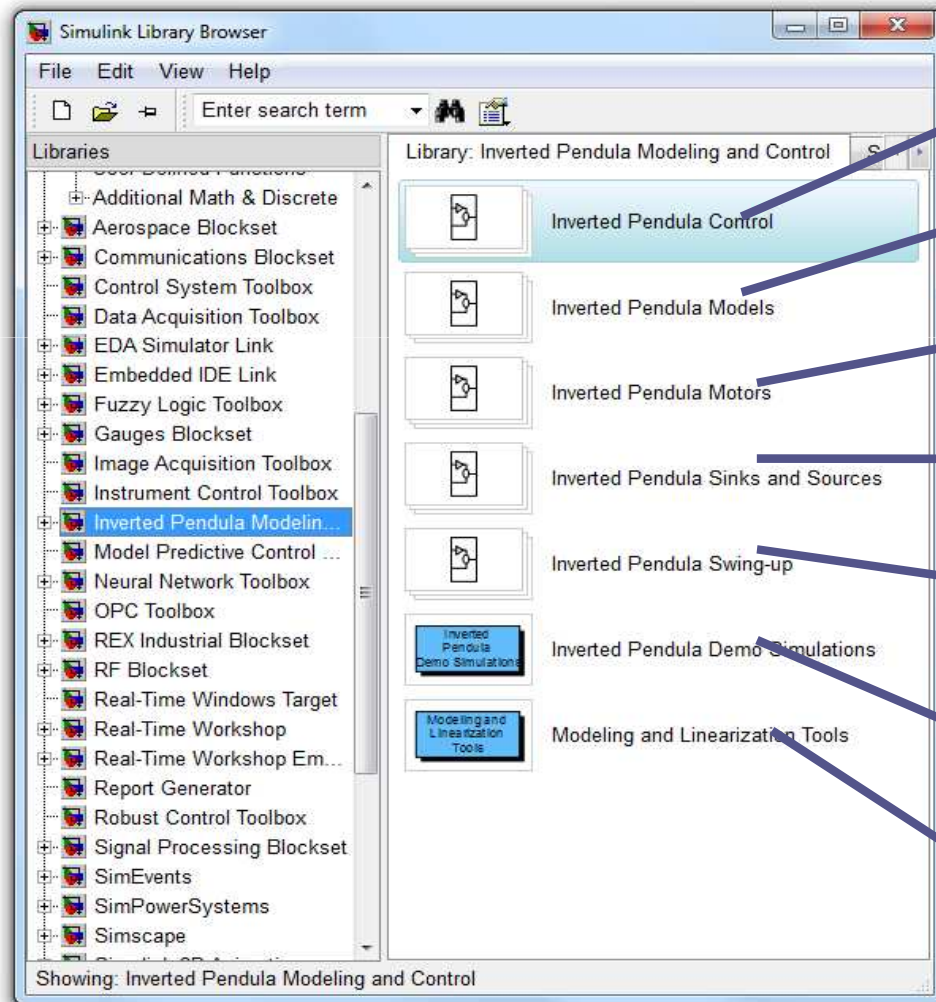 Simulink Library Browser
File Edit View Help
Enter search term
Libraries
Additional Math & Discrete
Aerospace Blockset
Communications Blockset
Control System Toolbox
Data Acquisition Toolbox
EDA Simulator Link
Embedded IDE Link
Fuzzy Logic Toolbox
Gauges Blockset
Image Acquisition Toolbox
Instrument Control Toolbox
Inverted Pendula Modelin...
Model Predictive Control ...
Neural Network Toolbox
OPC Toolbox
REX Industrial Blockset
RF Blockset
Real-Time Windows Target
Real-Time Workshop
Real-Time Workshop Em...
Report Generator
Robust Control Toolbox
Signal Processing Blockset
SimEvents
SimPowerSystems
Simscape
Library: Inverted Pendula Modeling and Control
S
Inverted Pendula Control
Inverted Pendula Models
Inverted Pendula Motors
Inverted Pendula Sinks and Sources
Inverted Pendula Swing-up
Inverted
Pendula
Demo Simulations
Inverted Pendula Demo Simulations
Modeling and
Linearization
Tools
Modeling and Linearization Tools
Showing: Inverted Pendula Modeling and Control